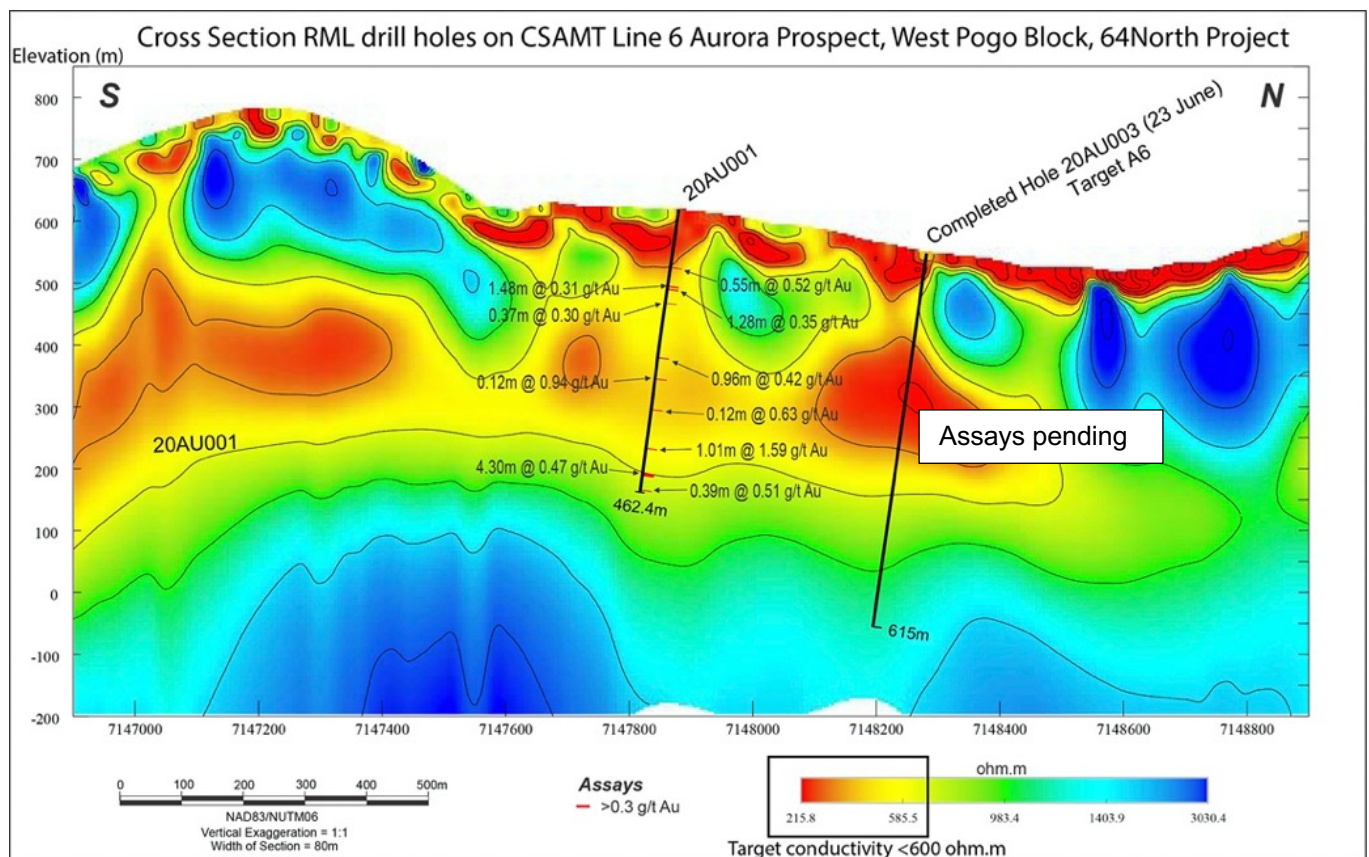 Cross Section RML drill holes on CSAMT Line 6 Aurora Prospect, West Pogo Block, 64North Project
Elevation (m)
S
N
800
700
600
500
400
300
200
100
0
-100
-200
20AU001
Completed Hole 20AU003 (23 June)
Target A6
1.48m @ 0.31 g/t Au
0.55m @ 0.52 g/t Au
0.37m @ 0.30 g/t Au
1.28m @ 0.35 g/t Au
0.12m @ 0.94 g/t Au
0.96m @ 0.42 g/t Au
0.12m @ 0.63 g/t Au
1.01m @ 1.59 g/t Au
4.30m @ 0.47 g/t Au
0.39m @ 0.51 g/t Au
462.4m
20AU001
Assays pending
615m
7147000 7147200 7147400 7147600 7147800 7148000 7148200 7148400 7148600 7148800
0 100 200 300 400 500m
NAD83/NUTM06
Vertical Exaggeration = 1:1
Width of Section = 80m
Assays
>0.3 g/t Au
ohm.m
215.8 585.5 983.4 1403.9 3030.4
Target conductivity <600 ohm.m